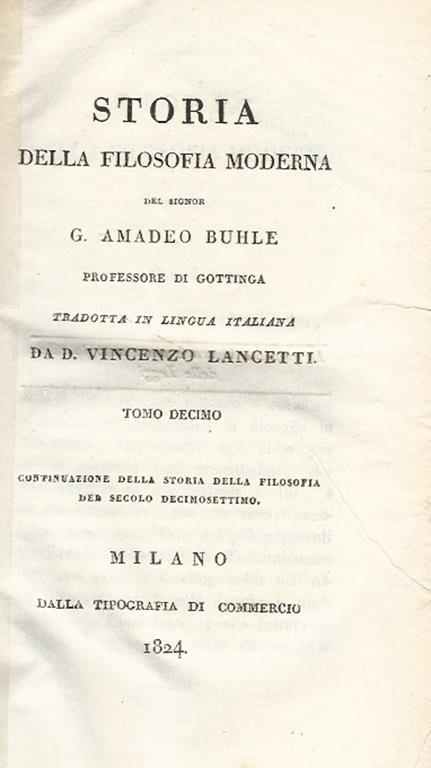 STORIA
DELLA FILOSOFIA MODERNA
DEL SIGNOR
G. AMADEO BUHLE
PROFESSORE DI GOTTINGA
TRADOTTA IN LINGUA ITALIANA
DA D. VINCENZO LANCETTI.
TOMO DECIMO
CONTINUAZIONE DELLA STORIA DELLA FILOSOFIA
DEL SECOLO DECIMOSETTIMO.
MILANO
DALLA TIPOGRAFIA DI COMMERCIO
1824.